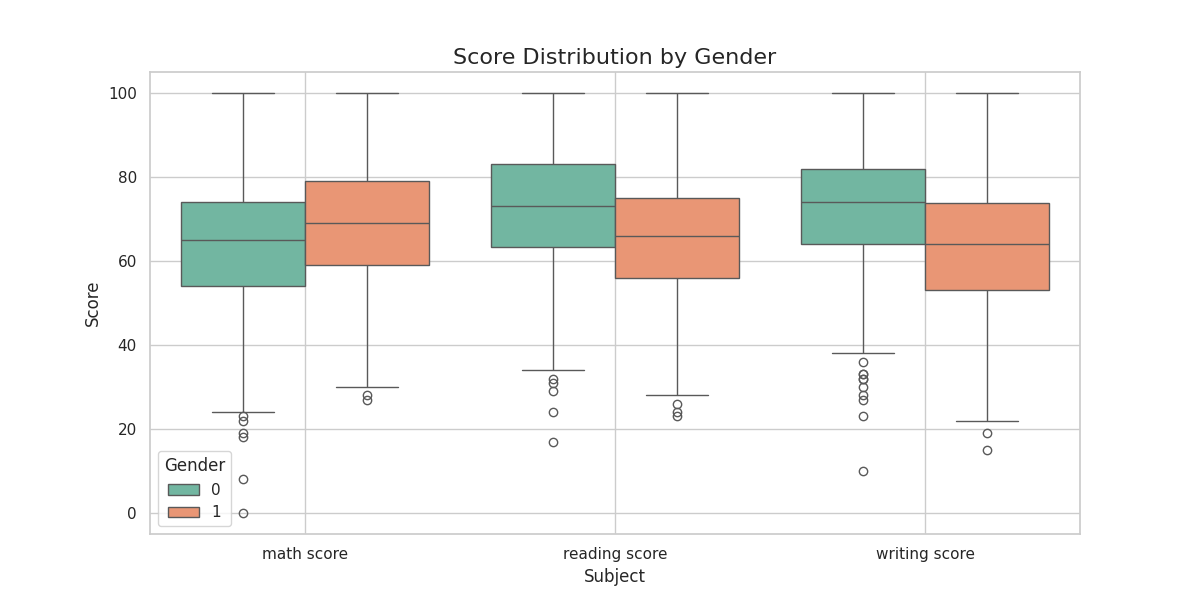 Score Distribution by Gender
Score
100
80
60
40
20
0
Gender
0
1
math score
reading score
writing score
Subject